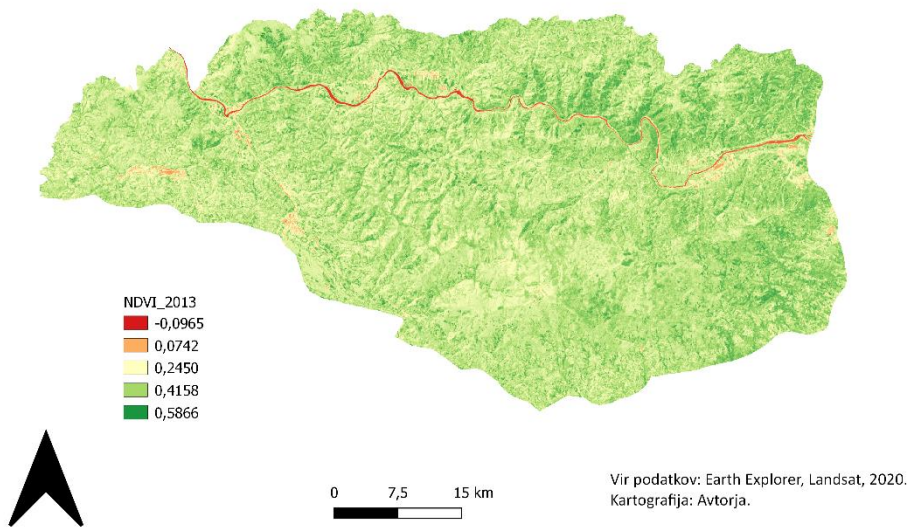 NDVI_2013
-0,0965
0,0742
0,2450
0,4158
0,5866
0 7,5 15 km
Vir podatkov: Earth Explorer, Landsat, 2020.
Kartografija: Avtorja.